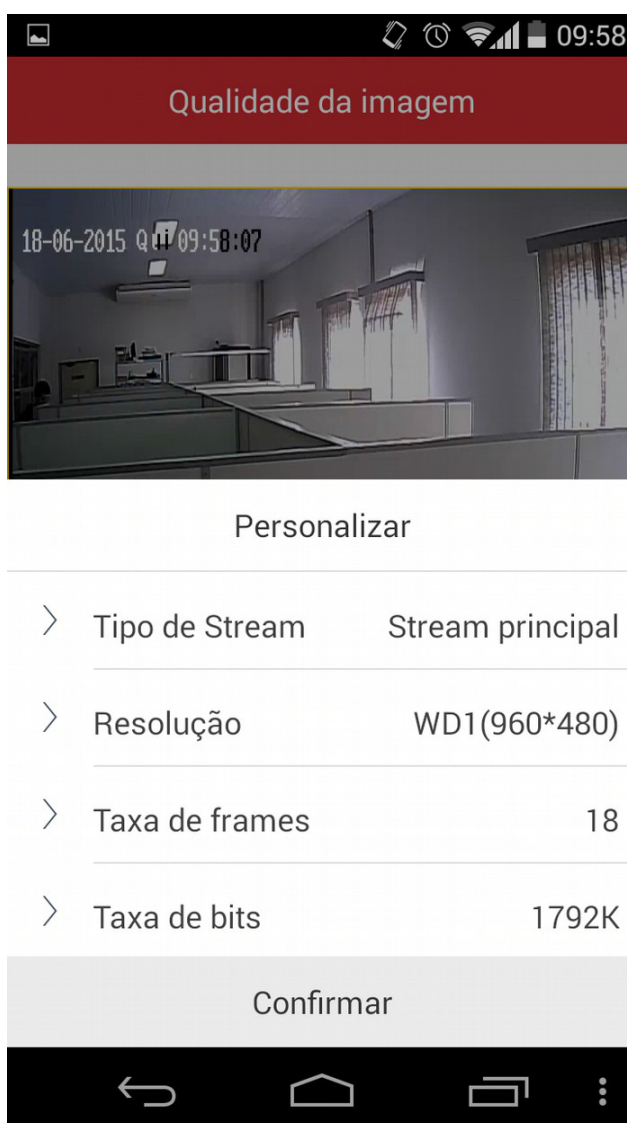 09:58
Qualidade da imagem
18-06-2015 Qui 09:58:07
Personalizar
Tipo de Stream Stream principal
Resolução WD1(960*480)
Taxa de frames 18
Taxa de bits 1792K
Confirmar